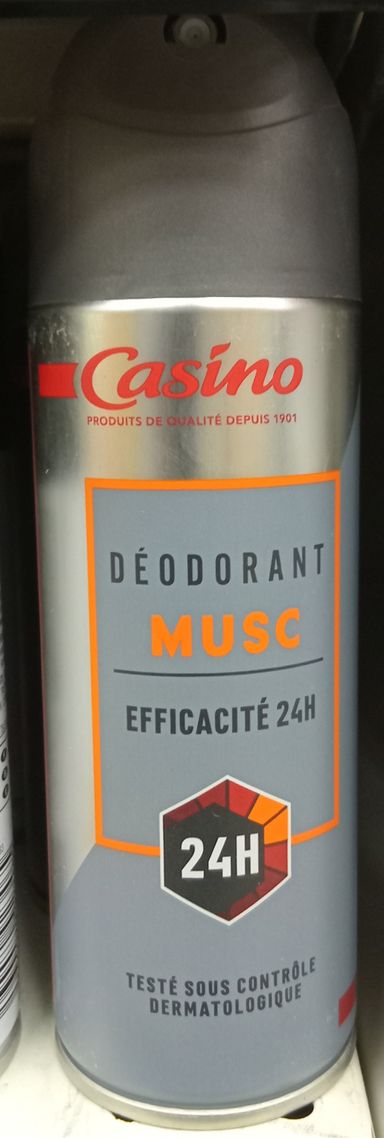 Casino
PRODUITS DE QUALITÉ DEPUIS 1901
DÉODORANT
MUSC
EFFICACITÉ 24H
24H
TESTÉ SOUS CONTRÔLE
DERMATOLOGIQUE